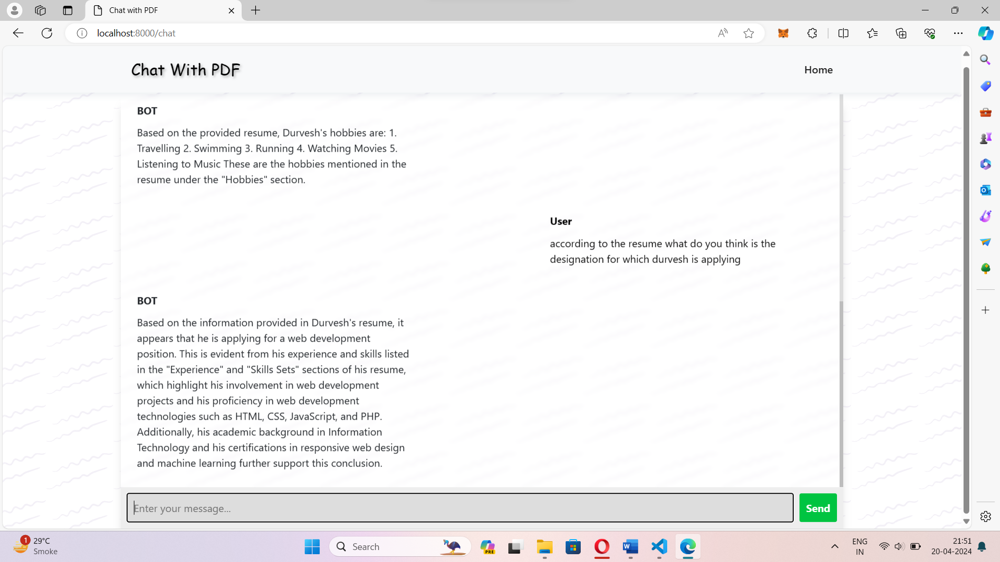 Chat with PDF
localhost:8000/chat
Chat With PDF
Home
BOT
Based on the provided resume, Durvesh's hobbies are: 1.
Travelling 2. Swimming 3. Running 4. Watching Movies 5.
Listening to Music These are the hobbies mentioned in the
resume under the "Hobbies" section.
User
according to the resume what do you think is the
designation for which durvesh is applying
BOT
Based on the information provided in Durvesh's resume, it
appears that he is applying for a web development
position. This is evident from his experience and skills listed
in the "Experience" and "Skills Sets" sections of his resume,
which highlight his involvement in web development
projects and his proficiency in web development
technologies such as HTML, CSS, JavaScript, and PHP.
Additionally, his academic background in Information
Technology and his certifications in responsive web design
and machine learning further support this conclusion.
Enter your message...
Send
1
29°C
Smoke
Search
PRE
ENG
IN
21:51
20-04-2024